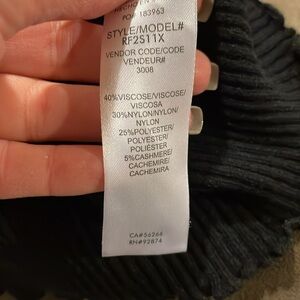 PO# 183963
STYLE/MODEL#
RF2S11X
VENDOR CODE/CODE
VENDEUR#
3008
40%VISCOSE/VISCOSE/
VISCOSA
30%NYLON/NYLON/
NYLON
25%POLYESTER/
POLYESTER/
POLIÉSTER
5%CASHMERE/
CACHEMIRE/
CACHEMIRA
CA#56266
RN#92874